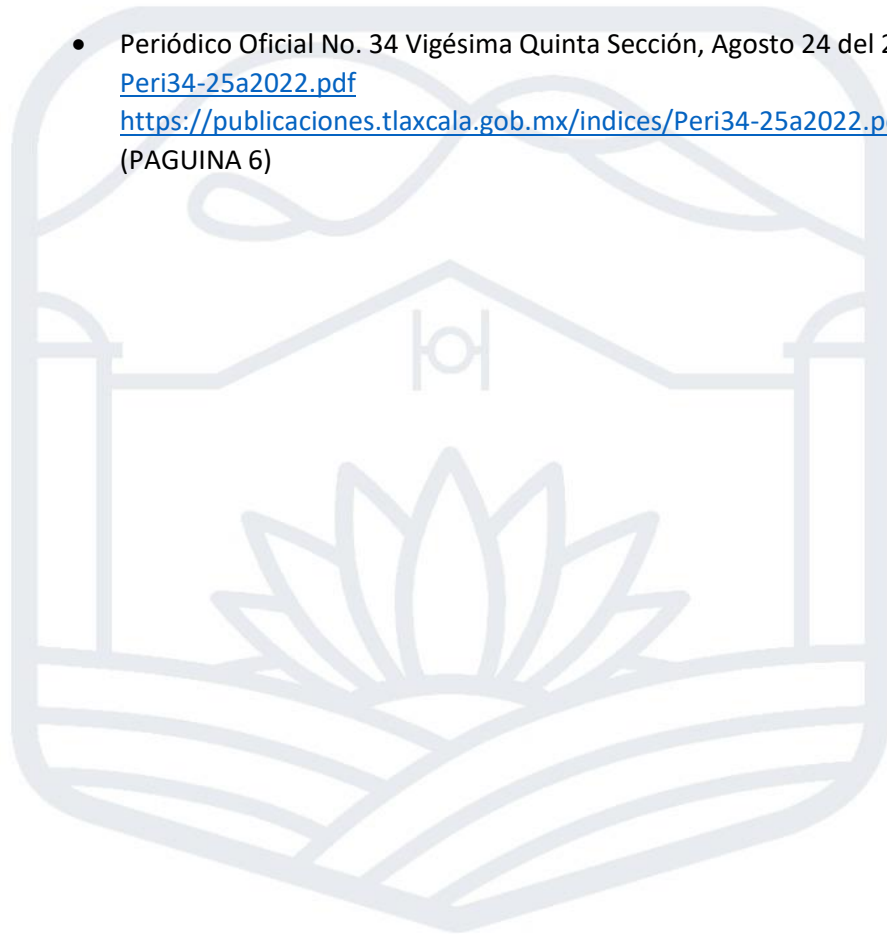 • Periódico Oficial No. 34 Vigésima Quinta Sección, Agosto 24 del
Peri34-25a2022.pdf
https://publicaciones.tlaxcala.gob.mx/indices/Peri34-25a2022.p
(PAGUINA 6)